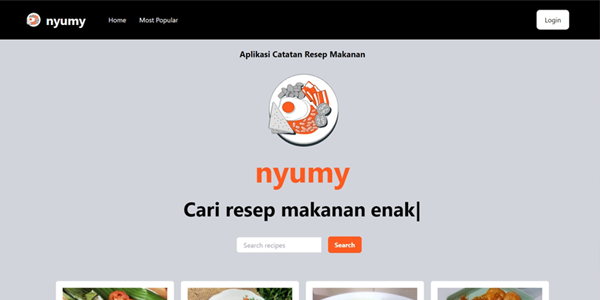 nyumy
Home
Most Popular
Login
Aplikasi Catatan Resep Makanan
nyumy
Cari resep makanan enak|
Search recipes
Search